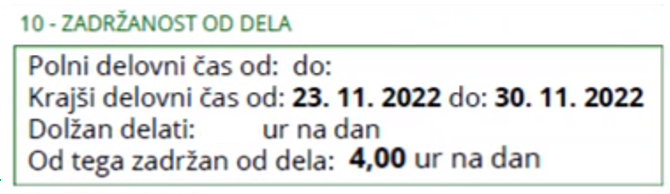 10 - ZADRŽANOST OD DELA
Polni delovni čas od: do:
Krajši delovni čas od: 23. 11. 2022 do: 30. 11. 2022
Dolžan delati: ur na dan
Od tega zadržan od dela: 4,00 ur na dan